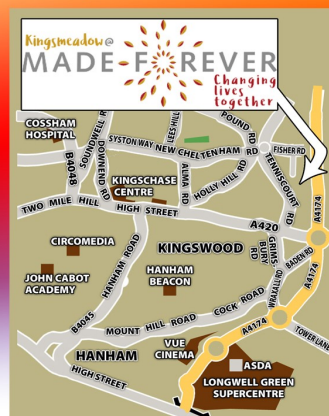 Kingsmeadow@
MADE-FOREVER
Changing
lives
together
COSSHAM
HOSPITAL
SOUNDWELL R
DOWNEND RD
B4048
SYSTON WAY
LEES HILL
NEW CHELTENHAM RD
POUND RD
FISHER RD
TENNISCOURT RD
KINGSCHASE
CENTRE
ALMA RD
HOLLY HILL RD
A4174
TWO MILE HILL
HIGH STREET
A420
CIRCOMEDIA
KINGSWOOD
GRIMS-
BURY
RD
BADEN RD
HANHAM ROAD
JOHN CABOT
ACADEMY
HANHAM
BEACON
WRAXALL RD
A4174
COCK ROAD
B4045
MOUNT HILL ROAD
A4174
TOWER LANE
VUE
CINEMA
HANHAM
HIGH STREET
ASDA
LONGWELL GREEN
SUPERCENTRE